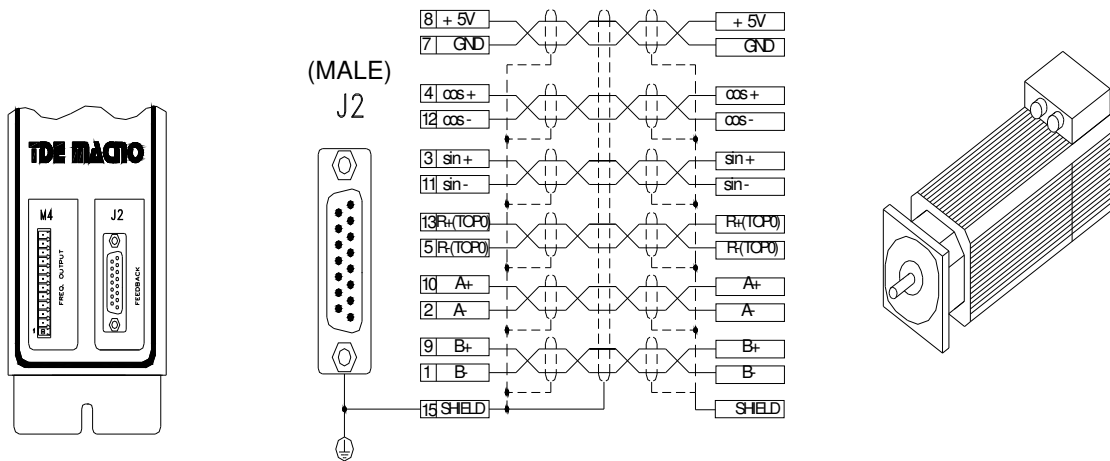 TDE MACNO
M4
J2
FREQ. OUTPUT
FEEDBACK
1
(MALE)
J2
8 + 5V
7 GND
4 cos +
12 cos -
3 sin +
11 sin -
13 R+(TOP0)
5 R-(TOP0)
10 A+
2 A-
9 B+
1 B-
15 SHIELD
+ 5V
GND
cos +
cos -
sin +
sin -
R+(TOP0)
R-(TOP0)
A+
A-
B+
B-
SHIELD